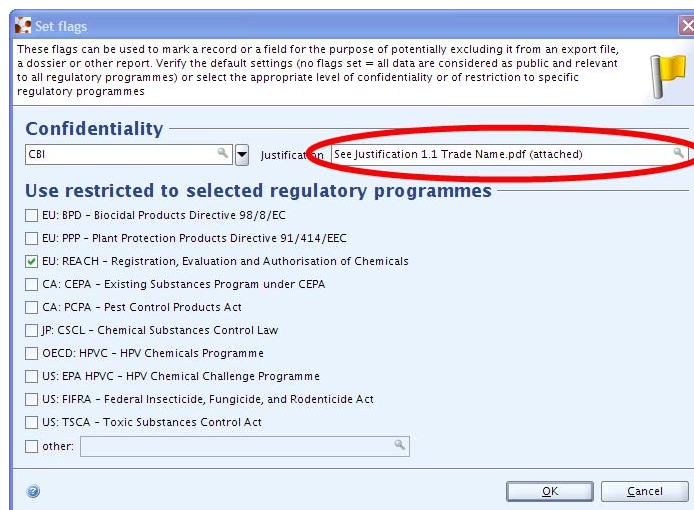 Set flags
These flags can be used to mark a record or a field for the purpose of potentially excluding it from an export file,
a dossier or other report. Verify the default settings (no flags set = all data are considered as public and relevant
to all regulatory programmes) or select the appropriate level of confidentiality or of restriction to specific
regulatory programmes
Confidentiality
CBI Justification See Justification 1.1 Trade Name.pdf (attached)
Use restricted to selected regulatory programmes
EU: BPD - Biocidal Products Directive 98/8/EC
EU: PPP - Plant Protection Products Directive 91/414/EEC
EU: REACH - Registration, Evaluation and Authorisation of Chemicals
CA: CEPA - Existing Substances Program under CEPA
CA: PCPA - Pest Control Products Act
JP: CSCL - Chemical Substances Control Law
OECD: HPVC - HPV Chemicals Programme
US: EPA HPVC - HPV Chemical Challenge Programme
US: FIFRA - Federal Insecticide, Fungicide, and Rodenticide Act
US: TSCA - Toxic Substances Control Act
other:
OK Cancel